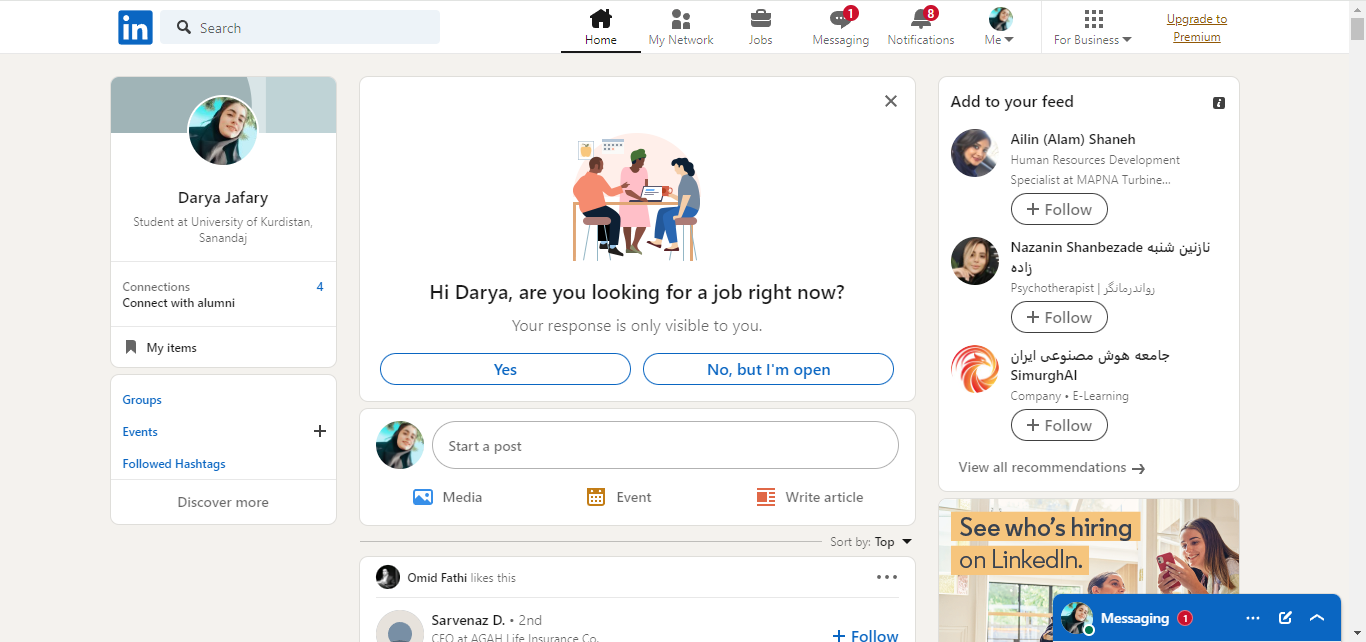 in
Search
Home
My Network
Jobs
1
Messaging
8
Notifications
Me
For Business
Upgrade to
Premium
Darya Jafary
Student at University of Kurdistan,
Sanandaj
Connections 4
Connect with alumni
My items
Groups
Events
Followed Hashtags
Discover more
Hi Darya, are you looking for a job right now?
Your response is only visible to you.
Yes
No, but I'm open
Start a post
Media
Event
Write article
Sort by: Top
Omid Fathi likes this
Sarvenaz D. • 2nd
CEO at AGAH Life Insurance Co.
+ Follow
Add to your feed
Ailin (Alam) Shaneh
Human Resources Development
Specialist at MAPNA Turbine...
+ Follow
Nazanin Shanbezade نازنین شنبه
زاده
Psychotherapist | رواندرمانگر
+ Follow
جامعه هوش مصنوعی ایران
SimurghAI
Company • E-Learning
+ Follow
View all recommendations →
See who's hiring
on LinkedIn.
Messaging 1